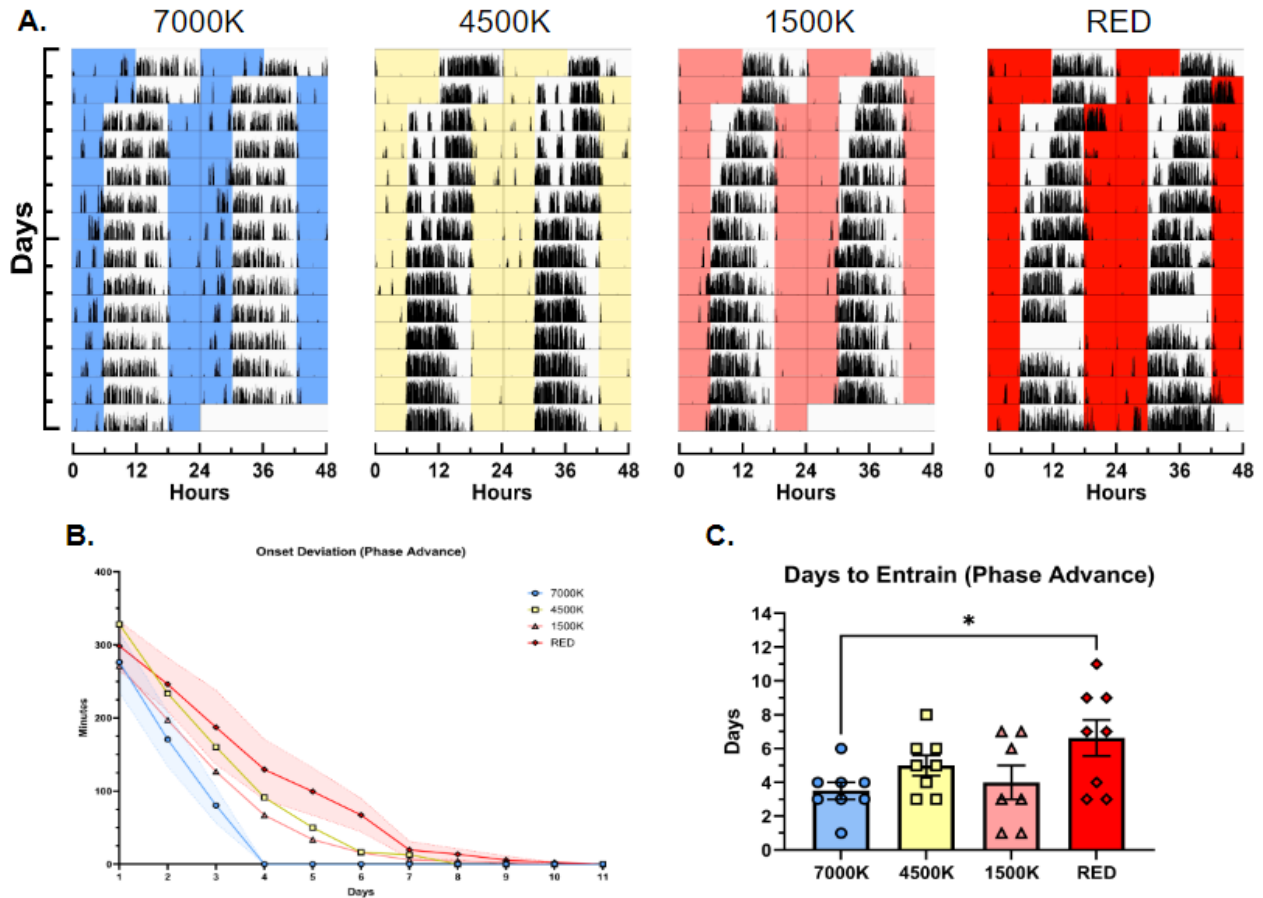 A.
7000K
4500K
1500K
RED
Days
0 12 24 36 48
0 12 24 36 48
0 12 24 36 48
0 12 24 36 48
Hours
Hours
Hours
Hours
B.
Onset Deviation (Phase Advance)
400
300
200
100
0
Minutes
7000K
4500K
1500K
RED
1 2 3 4 5 6 7 8 9 10 11
Days
C.
Days to Entrain (Phase Advance)
14
12
10
8
6
4
2
0
Days
*
7000K 4500K 1500K RED